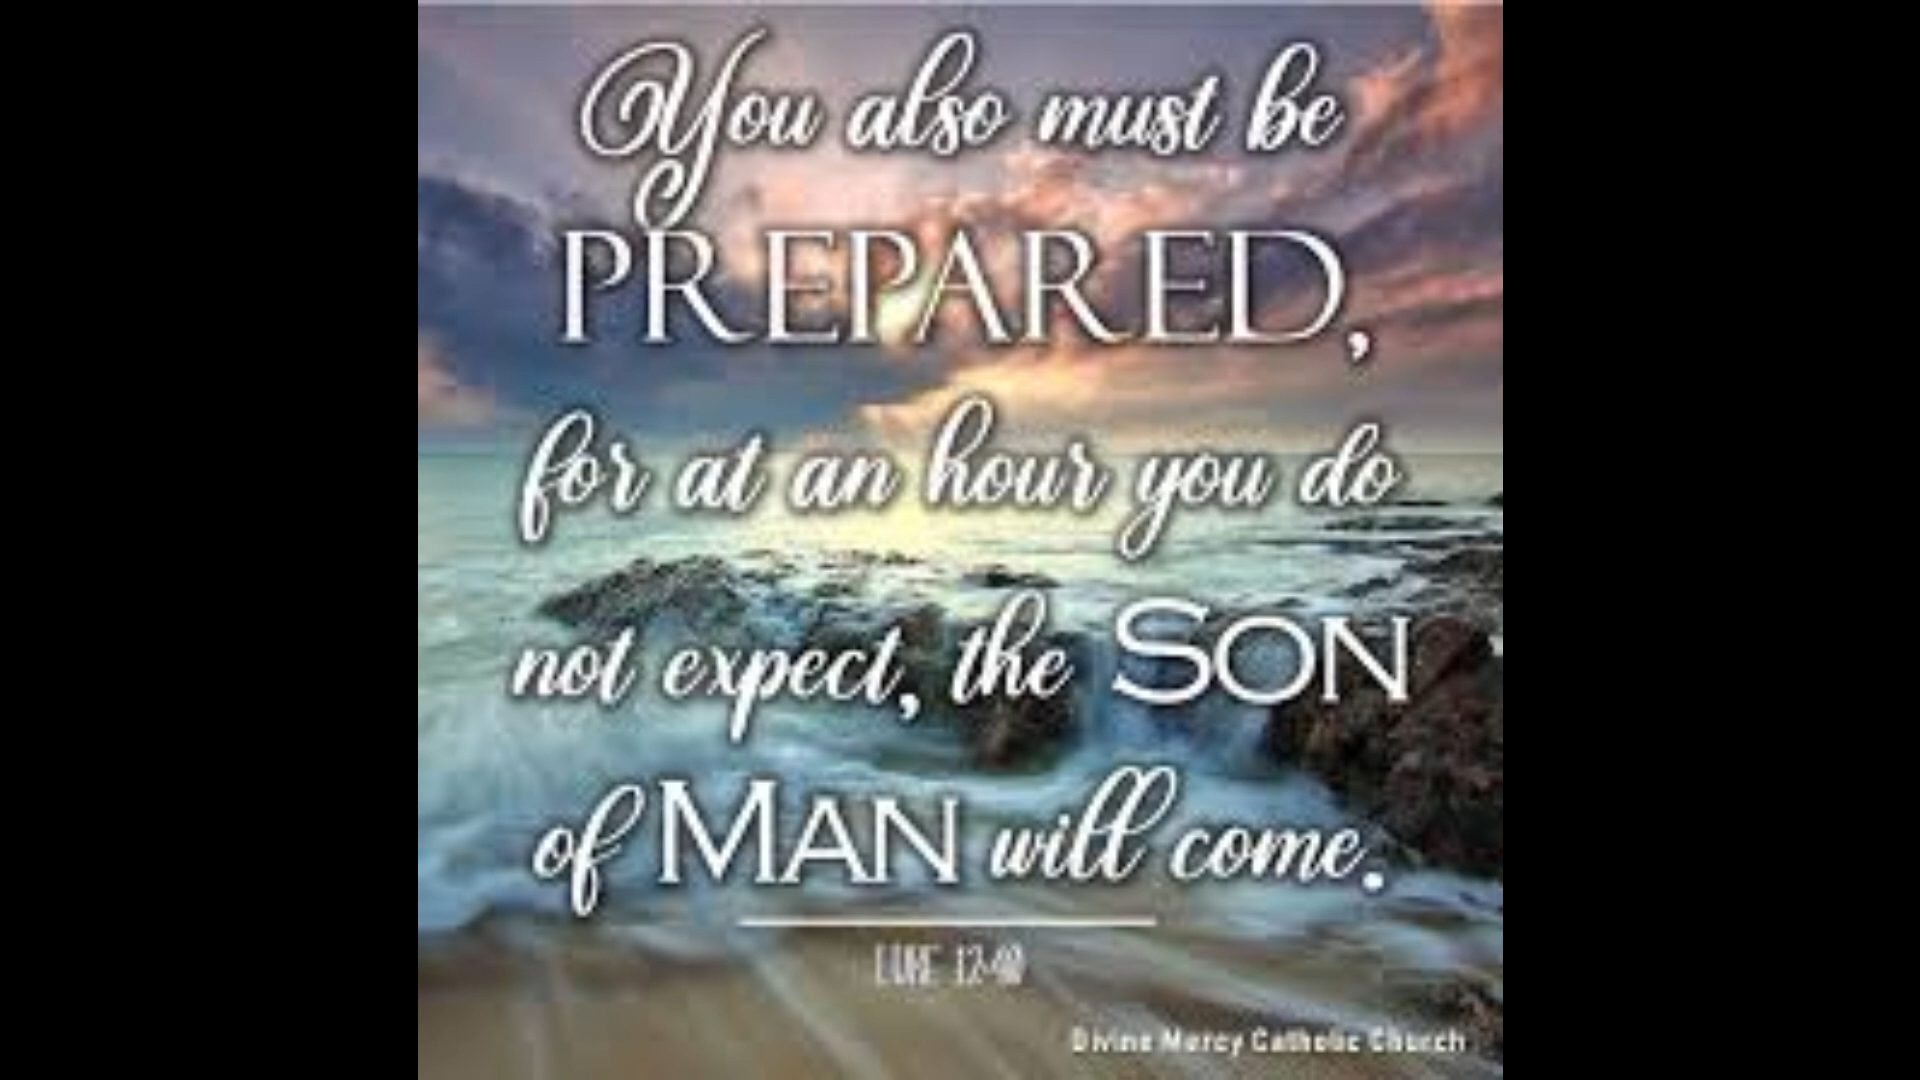 You also must be
PREPARED,
for at an hour you do
not expect, the SON
of MAN will come.
LUKE 12:40
Divine Mercy Catholic Church